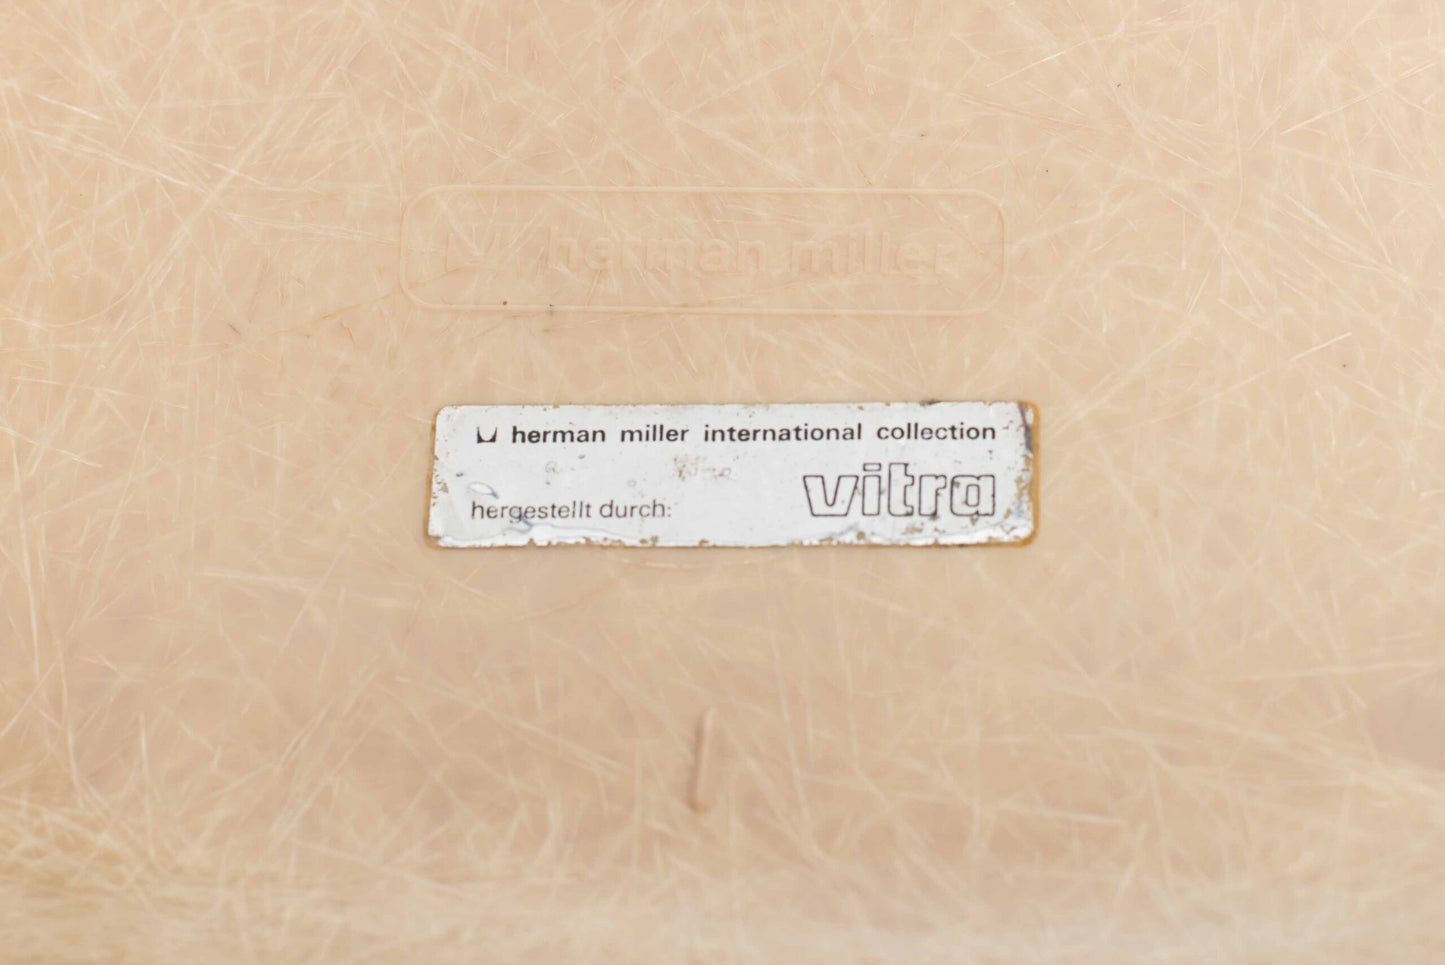 herman miller
herman miller international collection
hergestellt durch: vitra